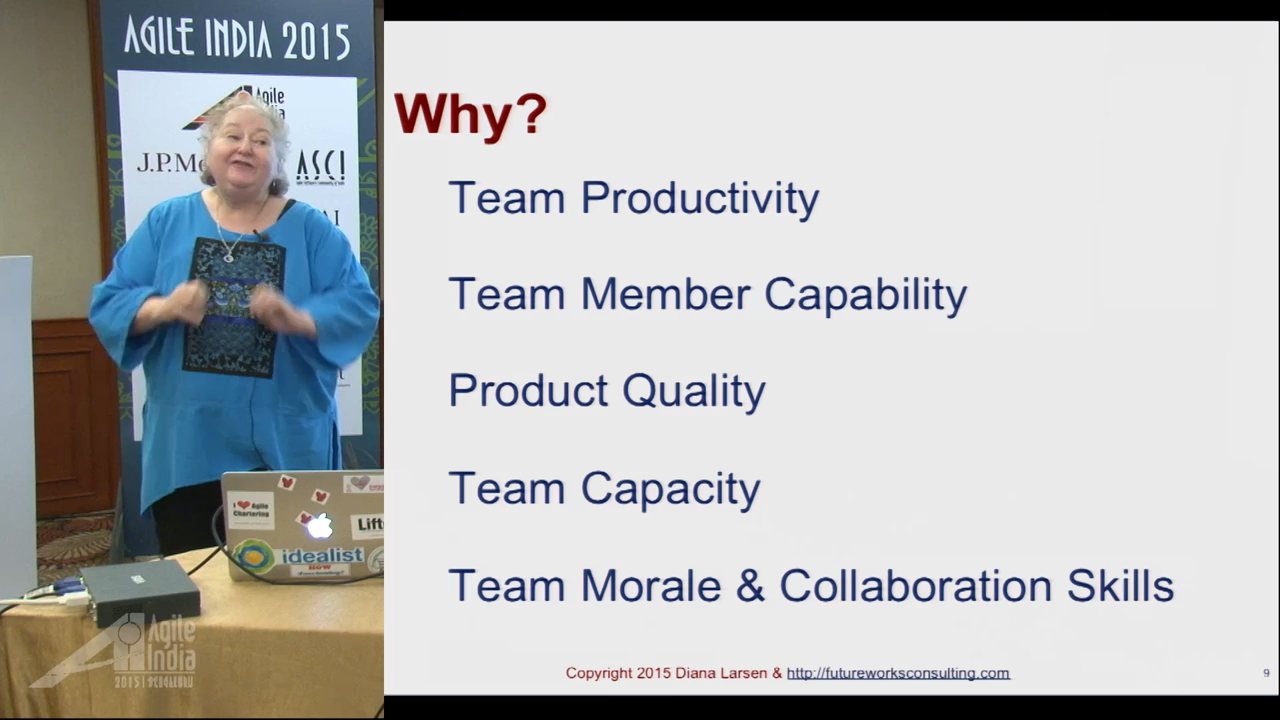 AGILE INDIA 2015
Agile
J.P.M
ASCI
I ❤ Agile
Chartering
Lift
idealist
Agile
India
2015 | BENGALURU
Why?
Team Productivity
Team Member Capability
Product Quality
Team Capacity
Team Morale & Collaboration Skills
Copyright 2015 Diana Larsen & http://futureworksconsulting.com
9